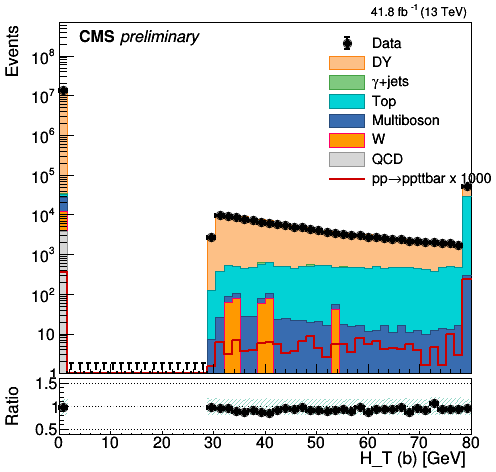 41.8 fb⁻¹ (13 TeV)
CMS preliminary
Events
10⁸
10⁷
10⁶
10⁵
10⁴
10³
10²
10
1
Data
DY
γ+jets
Top
Multiboson
W
QCD
pp→ppttbar x 1000
Ratio
1.5
1
0.5
0 10 20 30 40 50 60 70 80
H_T (b) [GeV]